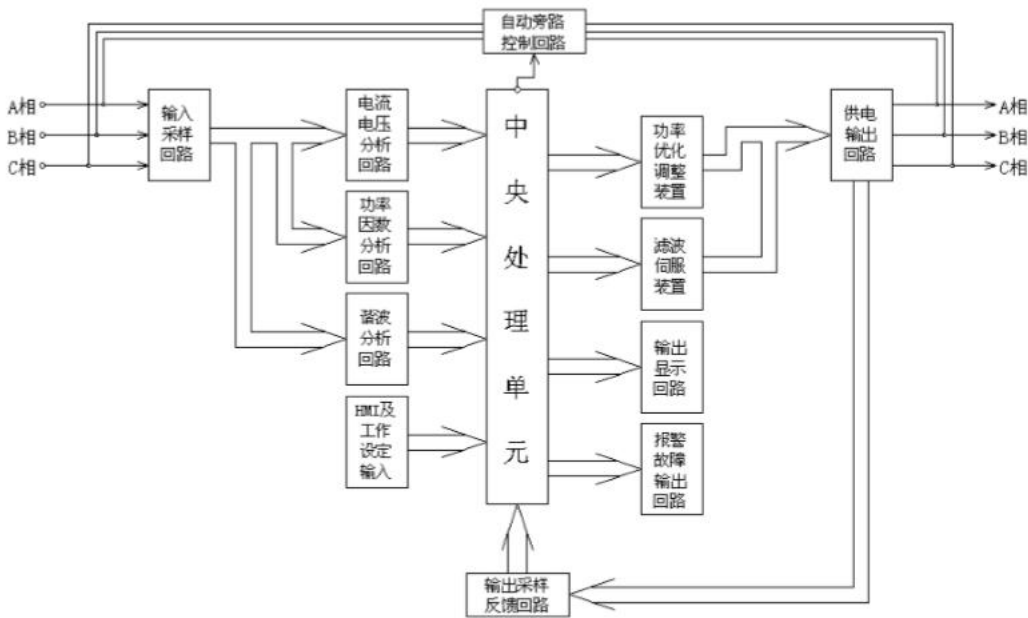 自动旁路
控制回路
A相
B相
C相
输入
采样
回路
电流
电压
分析
回路
功率
因数
分析
回路
谐波
分析
回路
HMI及
工作
设定
输入
中
央
处
理
单
元
功率
优化
调整
装置
滤波
伺服
装置
输出
显示
回路
报警
故障
输出
回路
供电
输出
回路
A相
B相
C相
输出采样
反馈回路